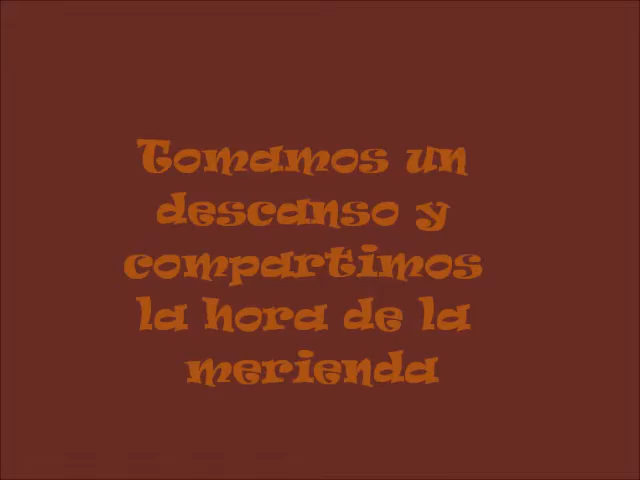 Tomamos un
descanso y
compartimos
la hora de la
merienda